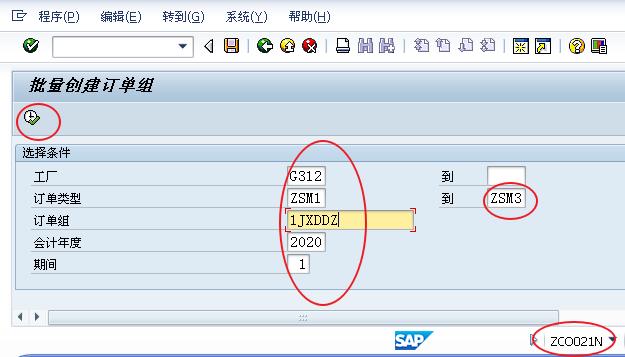 程序(P) 编辑(E) 转到(G) 系统(Y) 帮助(H)
批量创建订单组
选择条件
工厂 G312 到
订单类型 ZSM1 到 ZSM3
订单组 1JXDDZ
会计年度 2020
期间 1
SAP ZCO021N